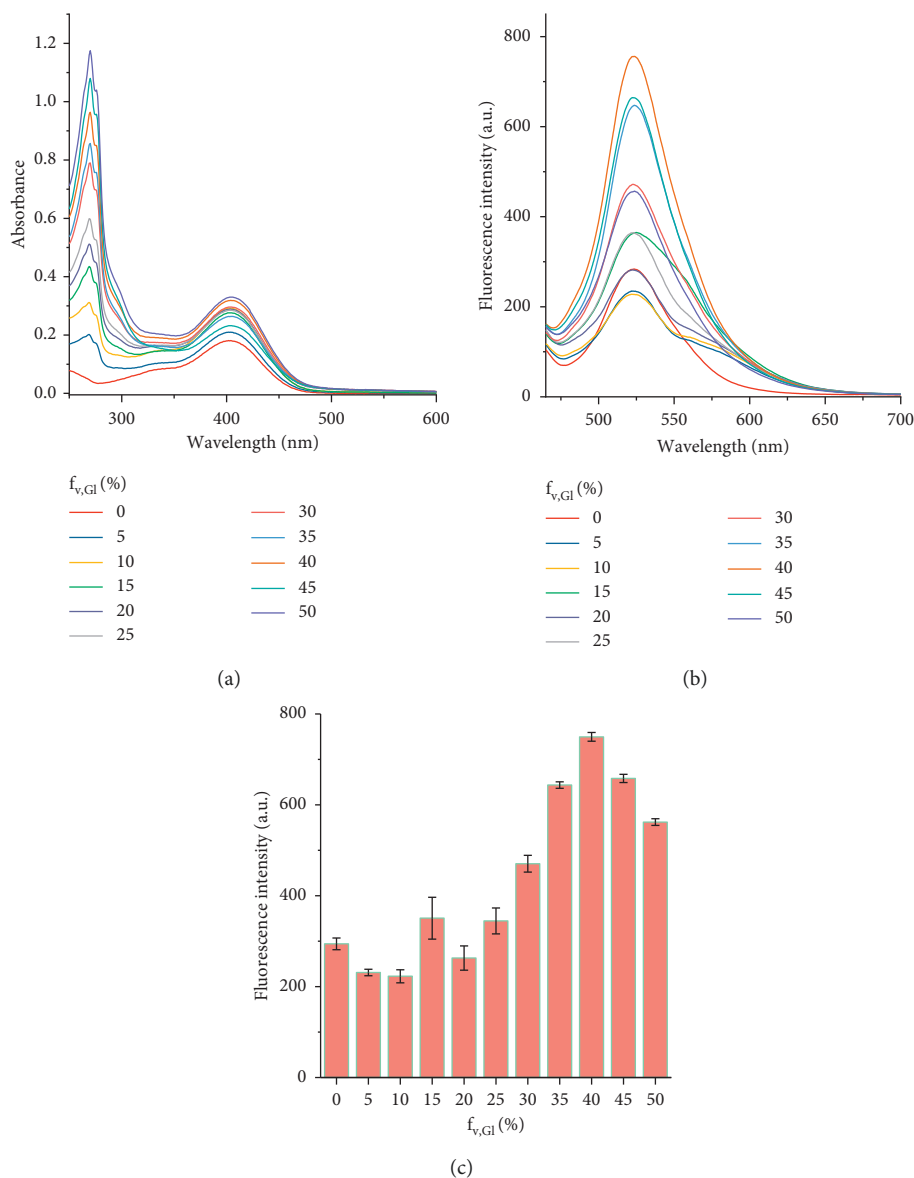 (a)
Absorbance
1.2
1.0
0.8
0.6
0.4
0.2
0.0
300 400 500 600
Wavelength (nm)
f_v,Gl (%)
0 30
5 35
10 40
15 45
20 50
25
(a)
Fluorescence intensity (a.u.)
800
600
400
200
0
500 550 600 650 700
Wavelength (nm)
f_v,Gl (%)
0 30
5 35
10 40
15 45
20 50
25
(b)
Fluorescence intensity (a.u.)
800
600
400
200
0
0 5 10 15 20 25 30 35 40 45 50
f_v,Gl (%)
(c)